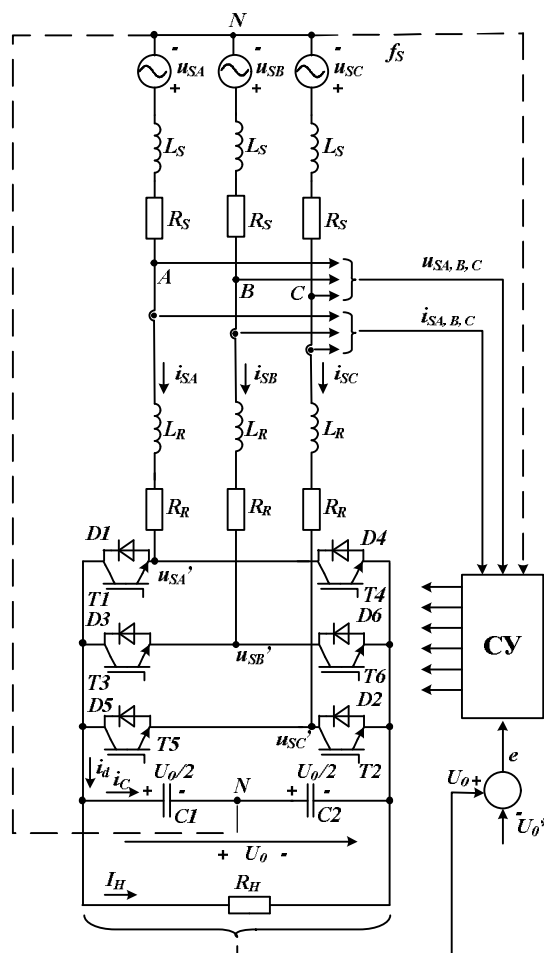 N
f_S
- - -
u_SA u_SB u_SC
+ + +
L_S L_S L_S
R_S R_S R_S
A B C
u_SA, B, C
i_SA, B, C
i_SA i_SB i_SC
L_R L_R L_R
R_R R_R R_R
D1 D4
u_SA'
T1 T4
D3 D6
u_SB'
T3 T6
D5 D2
T5 u_SC' T2
СУ
i_d i_C U_0/2 N U_0/2
+ - + -
C1 C2
e
U_0 +
- U_0*
+ U_0 -
I_H R_H